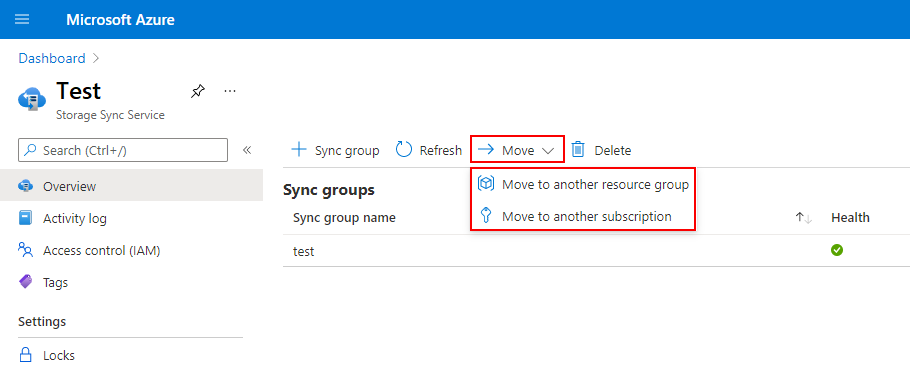 Microsoft Azure
Dashboard
Test
Storage Sync Service
Search (Ctrl+/)
Overview
Activity log
Access control (IAM)
Tags
Settings
Locks
Sync group
Refresh
Move
Delete
Move to another resource group
Move to another subscription
Sync groups
Sync group name
Health
test